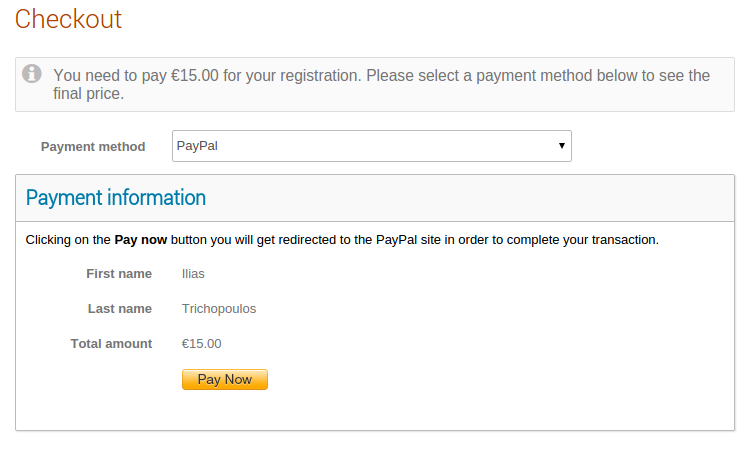 Checkout
You need to pay €15.00 for your registration. Please select a payment method below to see the
final price.
Payment method PayPal
Payment information
Clicking on the Pay now button you will get redirected to the PayPal site in order to complete your transaction.
First name Ilias
Last name Trichopoulos
Total amount €15.00
Pay Now